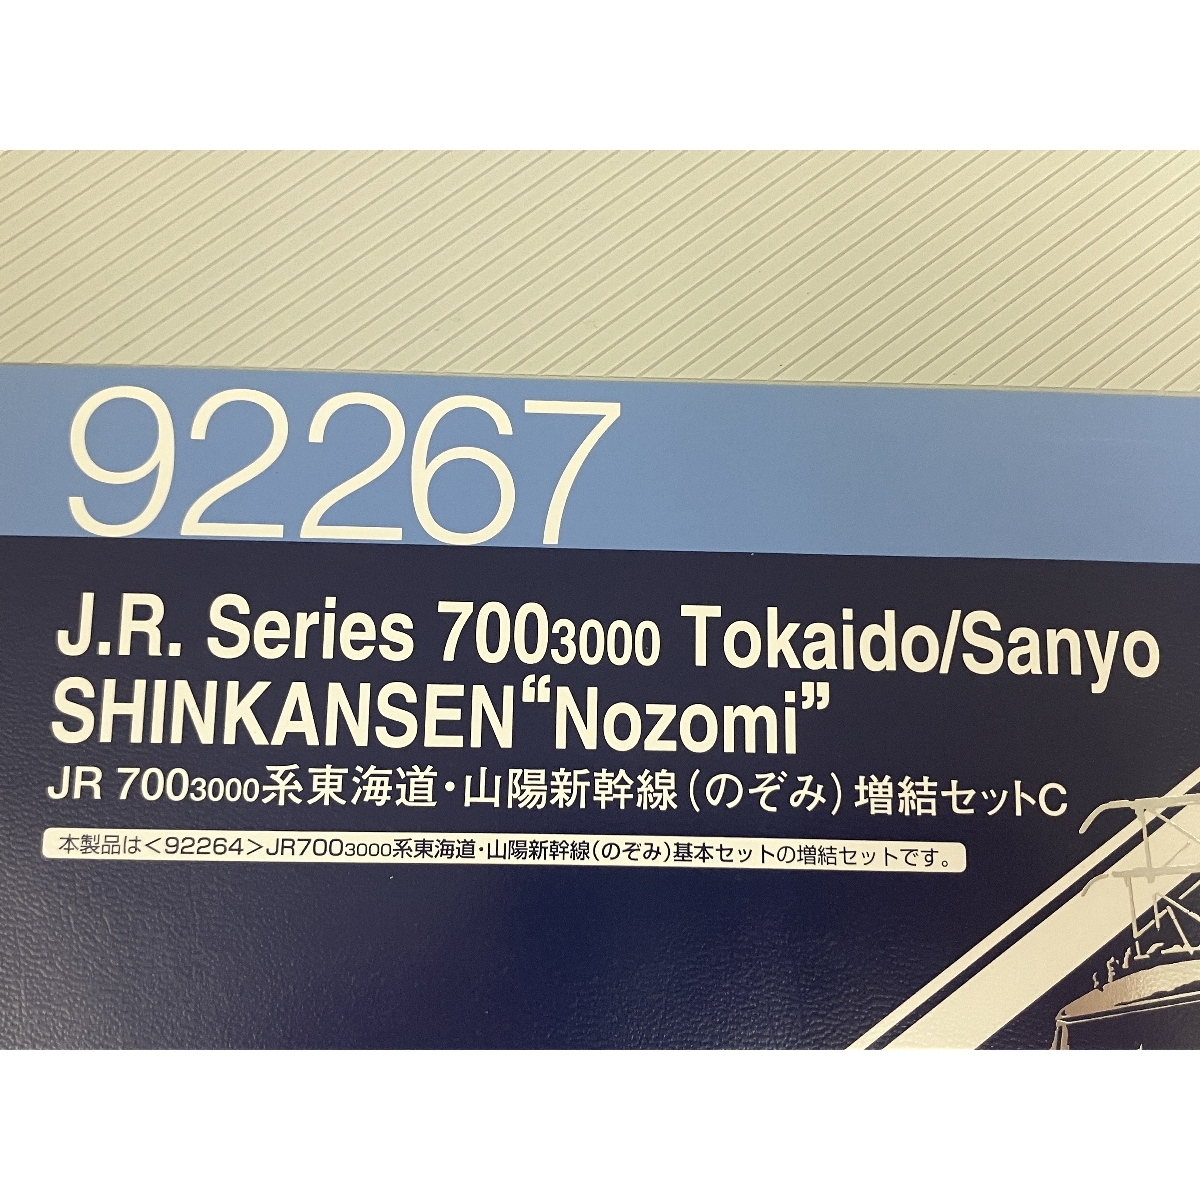 92267
J.R. Series 7003000 Tokaido/Sanyo
SHINKANSEN“Nozomi”
JR 7003000系東海道・山陽新幹線(のぞみ)増結セットC
本製品は<92264>JR7003000系東海道・山陽新幹線(のぞみ)基本セットの増結セットです。